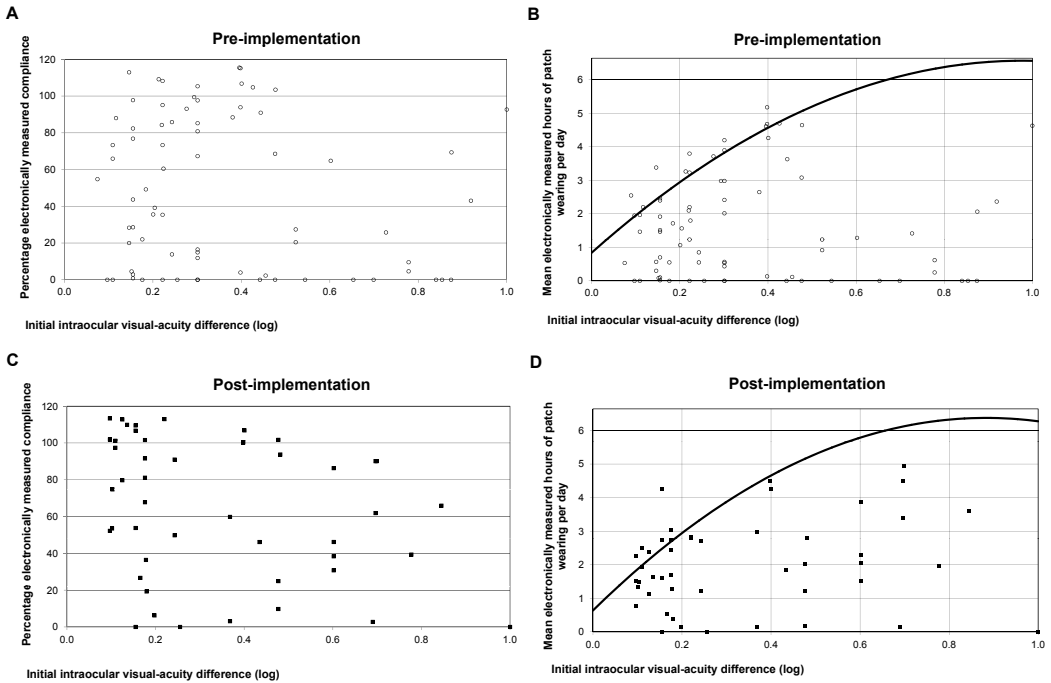 A
Pre-implementation
Percentage electronically measured compliance
120
100
80
60
40
20
0
0.0 0.2 0.4 0.6 0.8 1.0
Initial intraocular visual-acuity difference (log)
B
Pre-implementation
Mean electronically measured hours of patch
wearing per day
6
5
4
3
2
1
0
0.0 0.2 0.4 0.6 0.8 1.0
Initial intraocular visual-acuity difference (log)
C
Post-implementation
Percentage electronically measured compliance
120
100
80
60
40
20
0
0.0 0.2 0.4 0.6 0.8 1.0
Initial intraocular visual-acuity difference (log)
D
Post-implementation
Mean electronically measured hours of patch
wearing per day
6
5
4
3
2
1
0
0.0 0.2 0.4 0.6 0.8 1.0
Initial intraocular visual-acuity difference (log)